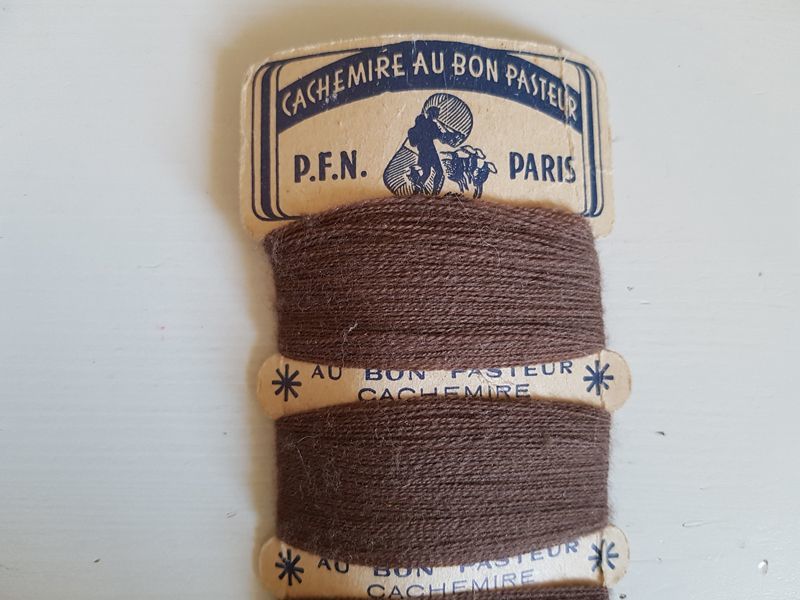 CACHEMIRE AU BON PASTEUR
P.F.N. PARIS
AU BON PASTEUR
CACHEMIRE
AU BON PASTEUR
CACHEMIRE